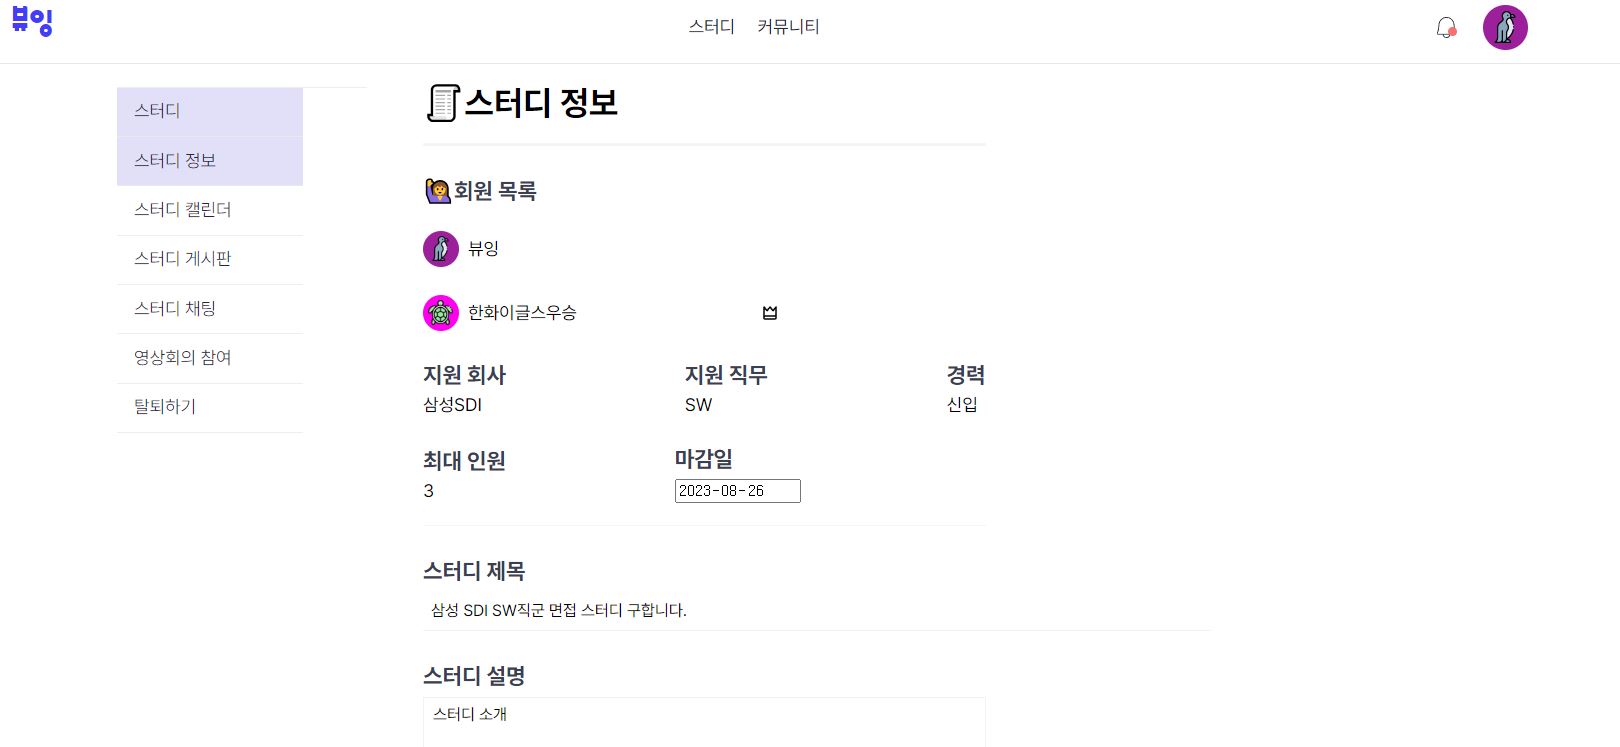 뷰잉
스터디 커뮤니티
스터디
스터디 정보
스터디 캘린더
스터디 게시판
스터디 채팅
영상회의 참여
탈퇴하기
스터디 정보
회원 목록
뷰잉
한화이글스우승
지원 회사 지원 직무 경력
삼성SDI SW 신입
최대 인원 마감일
3 2023-08-26
스터디 제목
삼성 SDI SW직군 면접 스터디 구합니다.
스터디 설명
스터디 소개